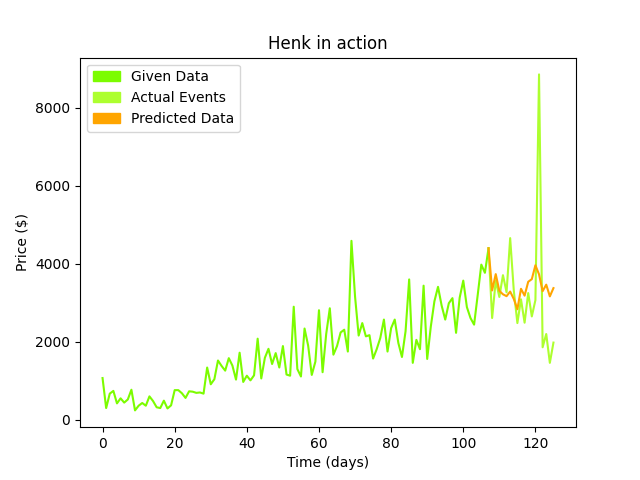 Henk in action
Given Data
Actual Events
Predicted Data
8000
6000
4000
2000
0
Price ($)
0 20 40 60 80 100 120
Time (days)